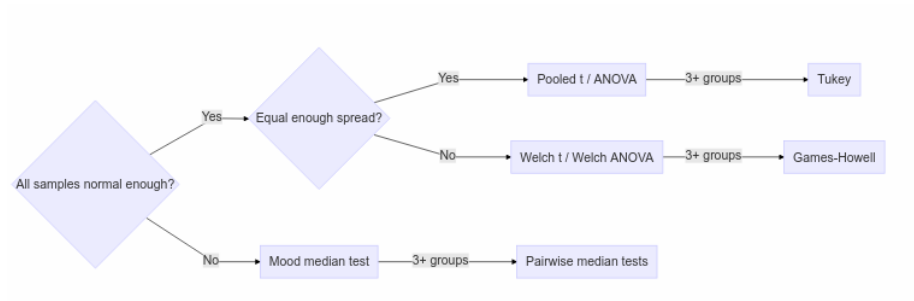 All samples normal enough?
Yes
Equal enough spread?
Yes
Pooled t / ANOVA
3+ groups
Tukey
No
Welch t / Welch ANOVA
3+ groups
Games-Howell
No
Mood median test
3+ groups
Pairwise median tests